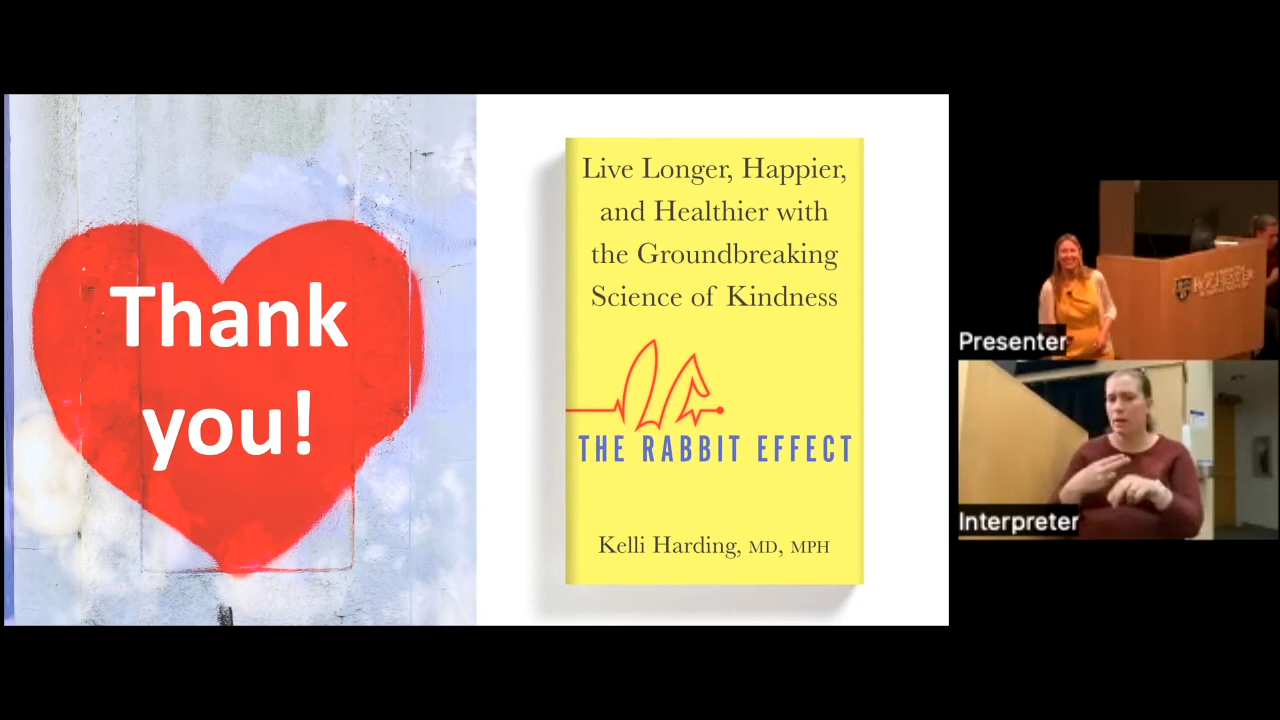 Thank
you!
Live Longer, Happier,
and Healthier with
the Groundbreaking
Science of Kindness
THE RABBIT EFFECT
Kelli Harding, MD, MPH
Presenter
ROCHESTER
Interpreter